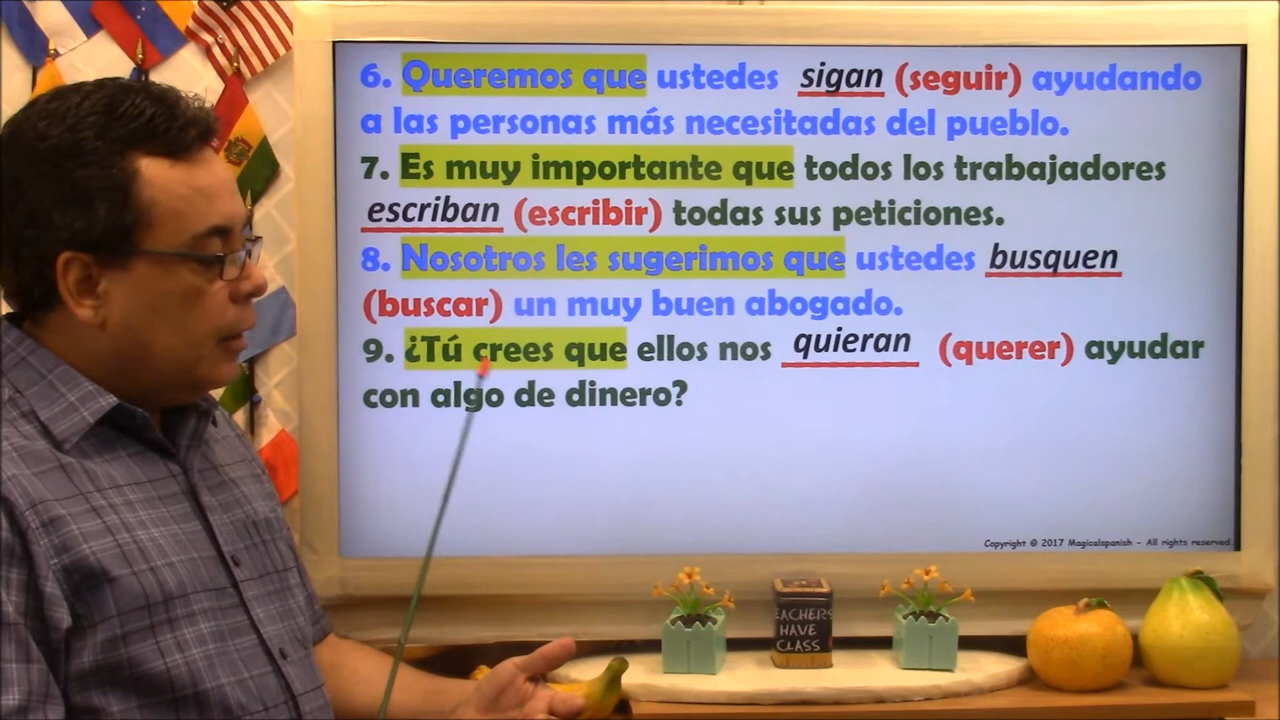 6. Queremos que ustedes sigan (seguir) ayudando
a las personas más necesitadas del pueblo.
7. Es muy importante que todos los trabajadores
escriban (escribir) todas sus peticiones.
8. Nosotros les sugerimos que ustedes busquen
(buscar) un muy buen abogado.
9. ¿Tú crees que ellos nos quieran (querer) ayudar
con algo de dinero?
Copyright © 2017 Magicalspanish - All rights reserved
EACHERS
HAVE
CLASS